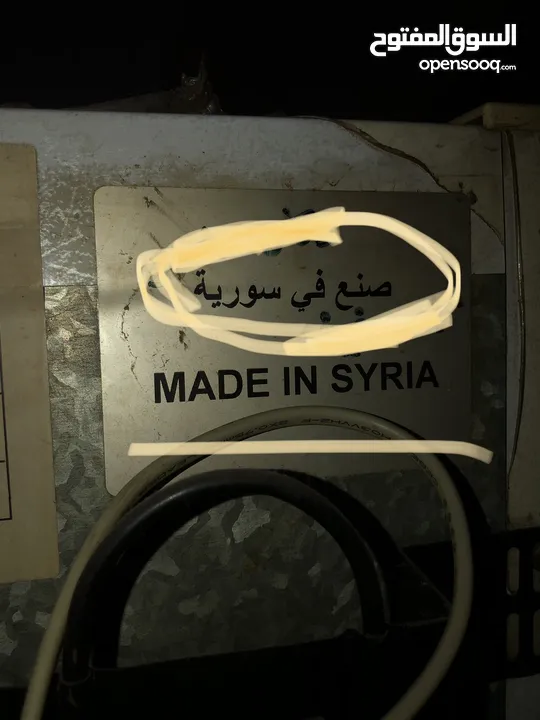 السوق المفتوح
opensooq.com
صنع في سورية
MADE IN SYRIA